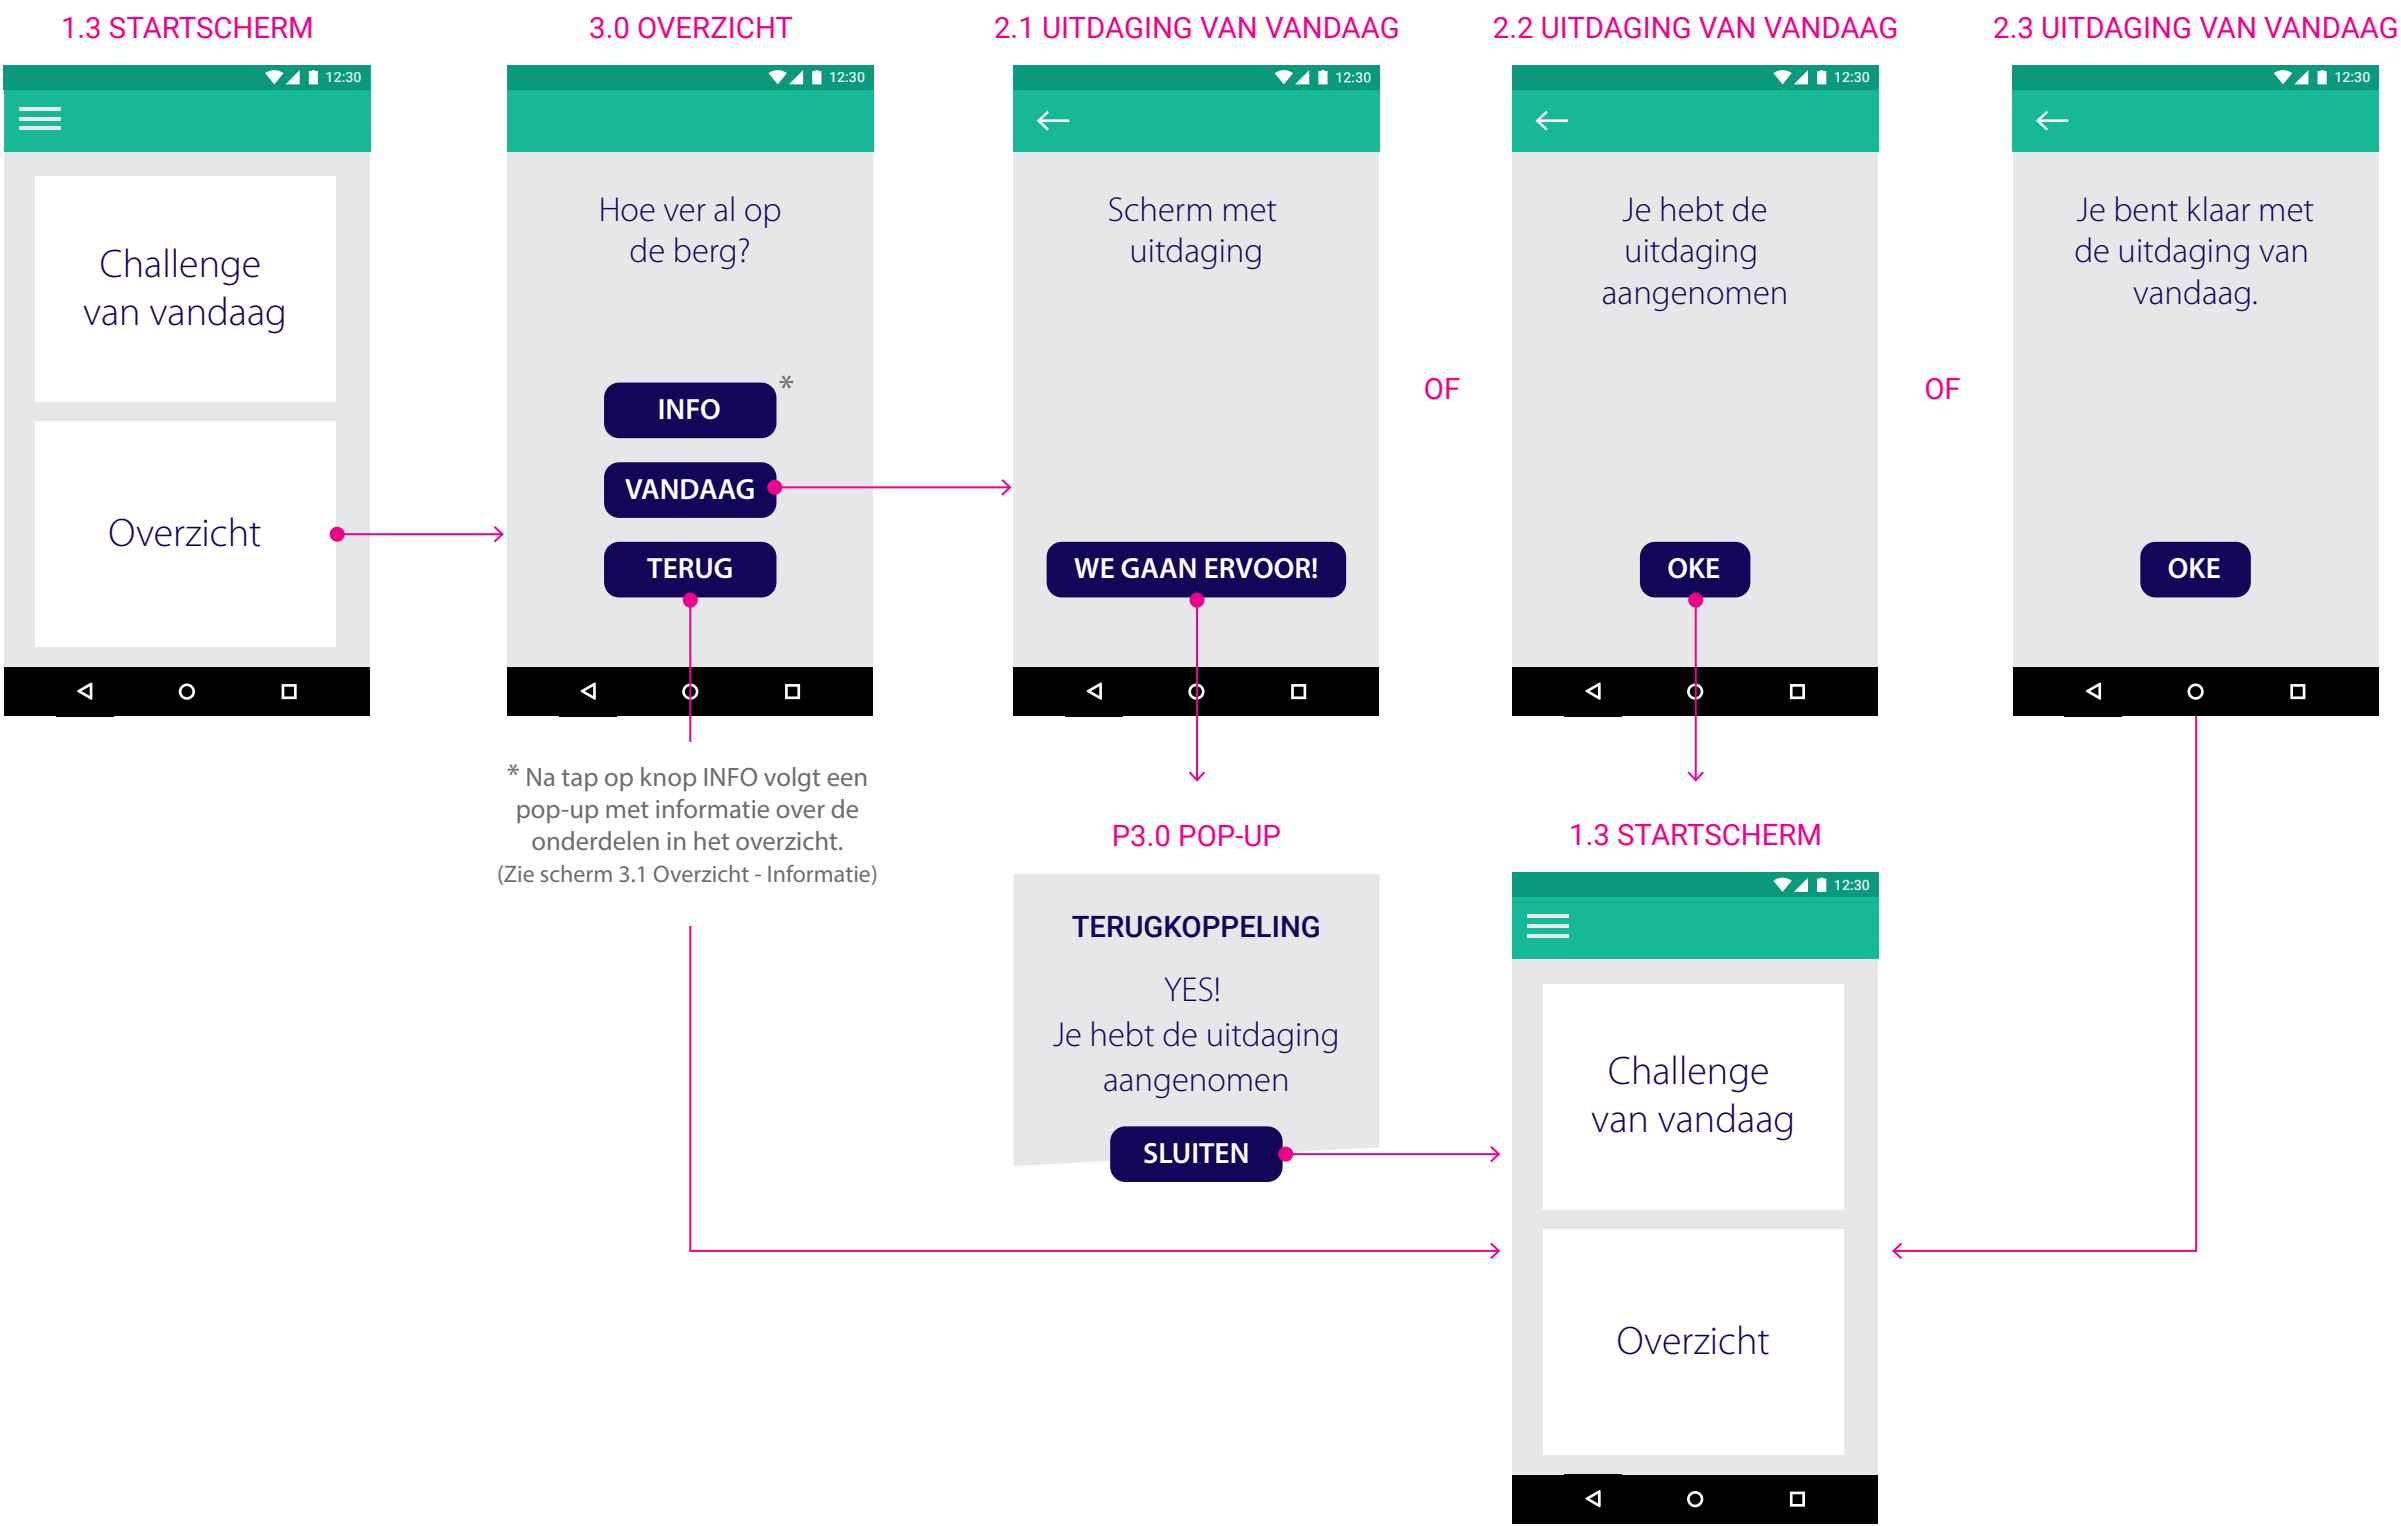 1.3 STARTSCHERM
12:30
Challenge
van vandaag
Overzicht
3.0 OVERZICHT
12:30
Hoe ver al op
de berg?
INFO
*
VANDAAG
TERUG
* Na tap op knop INFO volgt een
pop-up met informatie over de
onderdelen in het overzicht.
(Zie scherm 3.1 Overzicht - Informatie)
2.1 UITDAGING VAN VANDAAG
12:30
Scherm met
uitdaging
WE GAAN ERVOOR!
OF
2.2 UITDAGING VAN VANDAAG
12:30
Je hebt de
uitdaging
aangenomen
OKE
OF
2.3 UITDAGING VAN VANDAAG
12:30
Je bent klaar met
de uitdaging van
vandaag.
OKE
P3.0 POP-UP
TERUGKOPPELING
YES!
Je hebt de uitdaging
aangenomen
SLUITEN
1.3 STARTSCHERM
12:30
Challenge
van vandaag
Overzicht